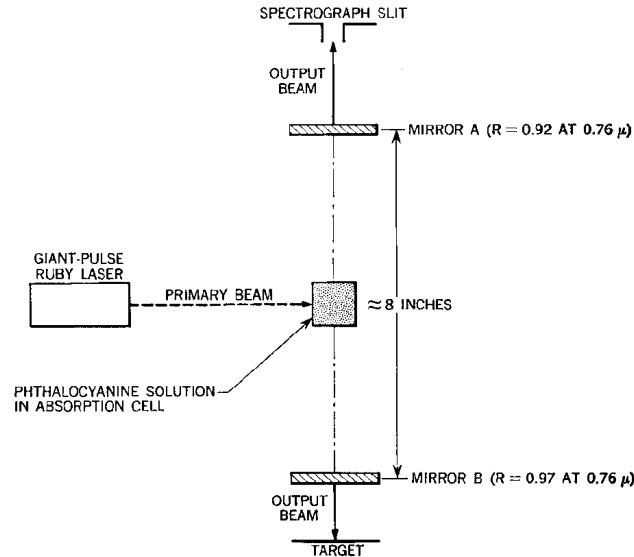 SPECTROGRAPH SLIT
OUTPUT
BEAM
MIRROR A (R = 0.92 AT 0.76 μ)
GIANT-PULSE
RUBY LASER
PRIMARY BEAM
≈ 8 INCHES
PHTHALOCYANINE SOLUTION
IN ABSORPTION CELL
MIRROR B (R = 0.97 AT 0.76 μ)
OUTPUT
BEAM
TARGET